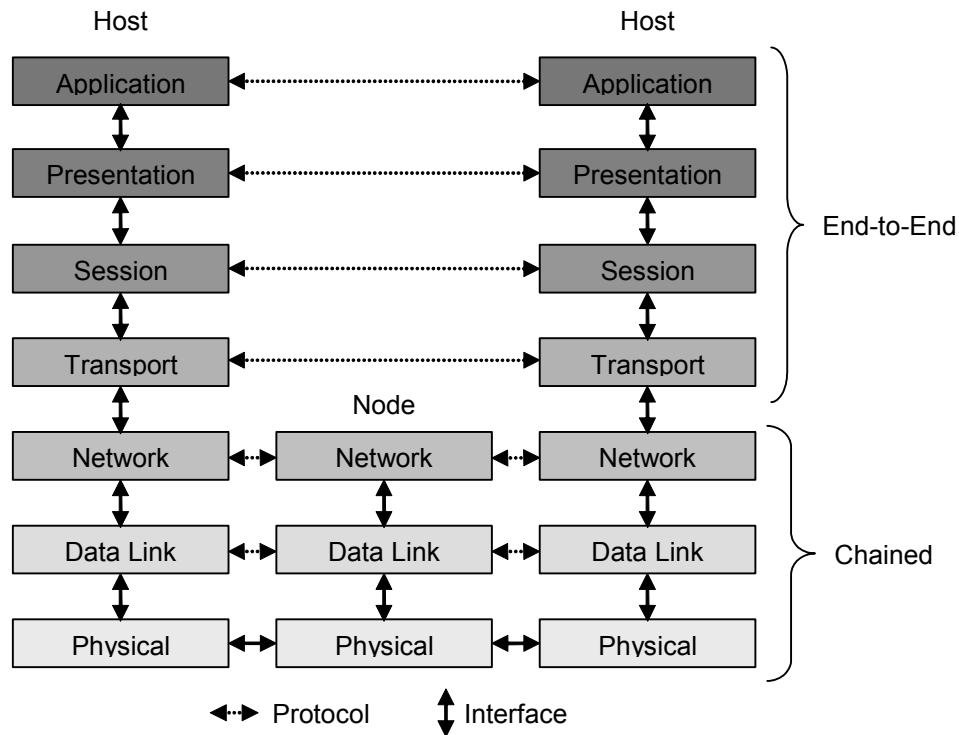 Host Host
Application Application
Presentation Presentation
End-to-End
Session Session
Transport Transport
Node
Network Network Network
Data Link Data Link Data Link
Chained
Physical Physical Physical
Protocol Interface